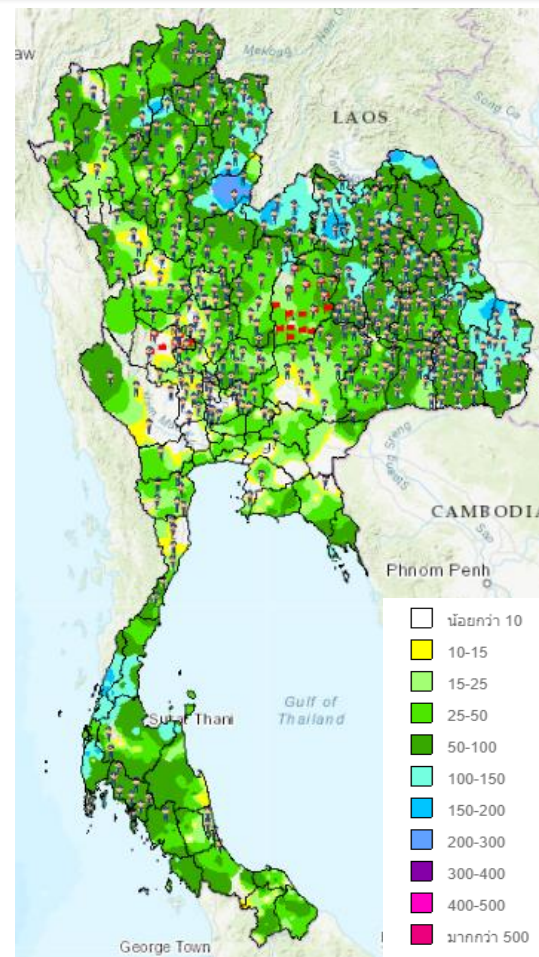 aw
Mekong
LAOS
Song Ca
CAMBODIA
Phnom Penh
Gulf of
Thailand
Surat Thani
George Town
น้อยกว่า 10
10-15
15-25
25-50
50-100
100-150
150-200
200-300
300-400
400-500
มากกว่า 500